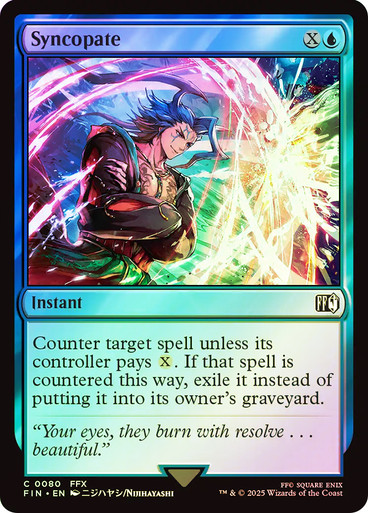 Syncopate X
Instant
Counter target spell unless its
controller pays X. If that spell is
countered this way, exile it instead of
putting it into its owner's graveyard.
“Your eyes, they burn with resolve . . .
beautiful.”
C 0080 FFX FF© SQUARE ENIX
FIN • EN ニジハヤシ/NIJIHAYASHI ™ & © 2025 Wizards of the Coast